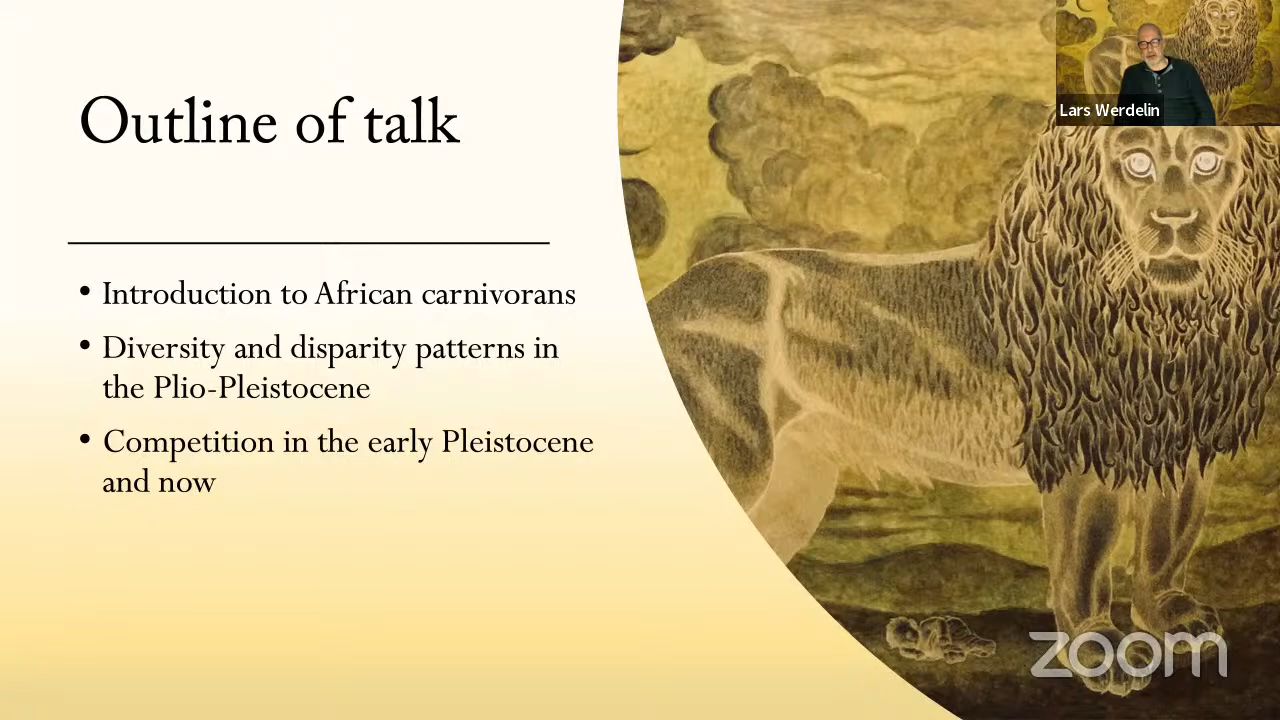 Outline of talk
• Introduction to African carnivorans
• Diversity and disparity patterns in
the Plio-Pleistocene
• Competition in the early Pleistocene
and now
Lars Werdelin
zoom